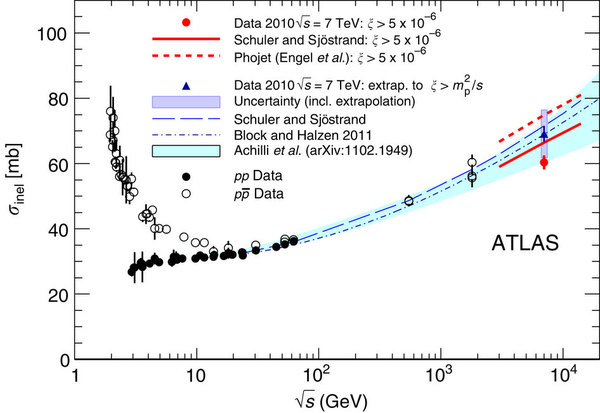 Data 2010 √s = 7 TeV: ξ > 5 x 10⁻⁶
Schuler and Sjöstrand: ξ > 5 x 10⁻⁶
Phojet (Engel et al.): ξ > 5 x 10⁻⁶
Data 2010 √s = 7 TeV: extrap. to ξ > m²ₚ/s
Uncertainty (incl. extrapolation)
Schuler and Sjöstrand
Block and Halzen 2011
Achilli et al. (arXiv:1102.1949)
pp Data
pp̅ Data
ATLAS
σinel [mb]
100
80
60
40
20
0
1
10
10²
10³
10⁴
√s (GeV)